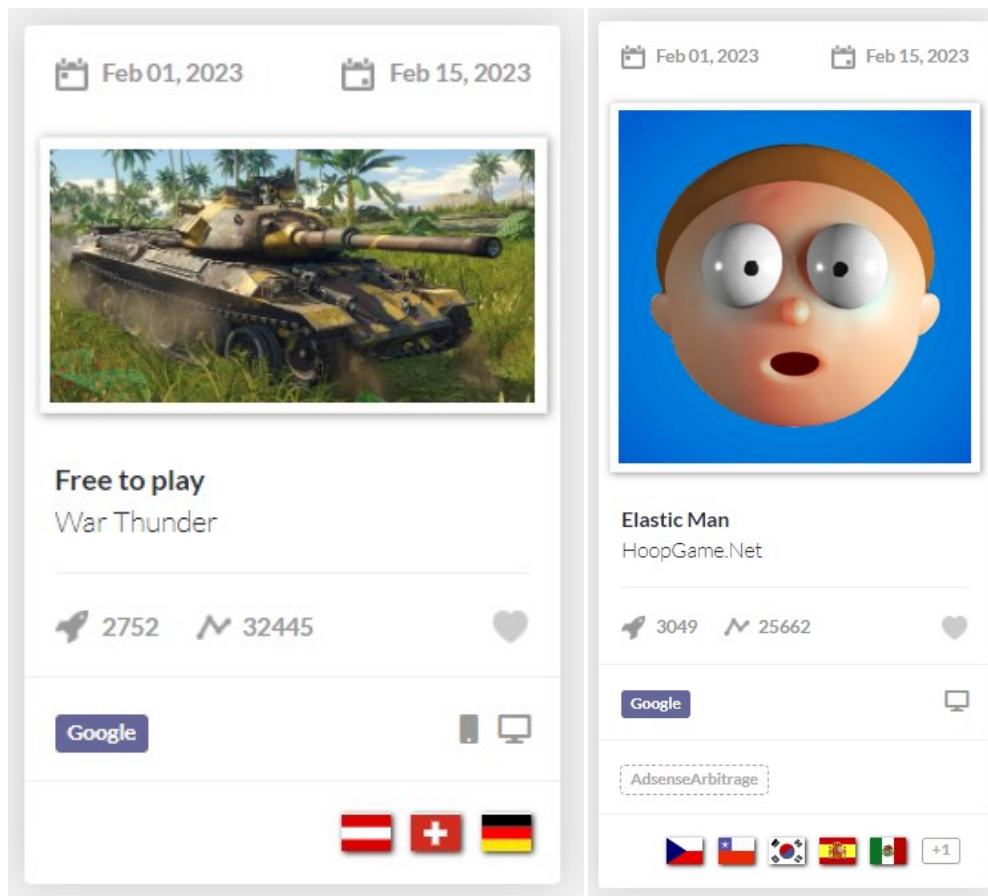 Feb 01, 2023 Feb 15, 2023
Free to play
War Thunder
2752 32445
Google
Feb 01, 2023 Feb 15, 2023
Elastic Man
HoopGame.Net
3049 25662
Google
AdsenseArbitrage
+1